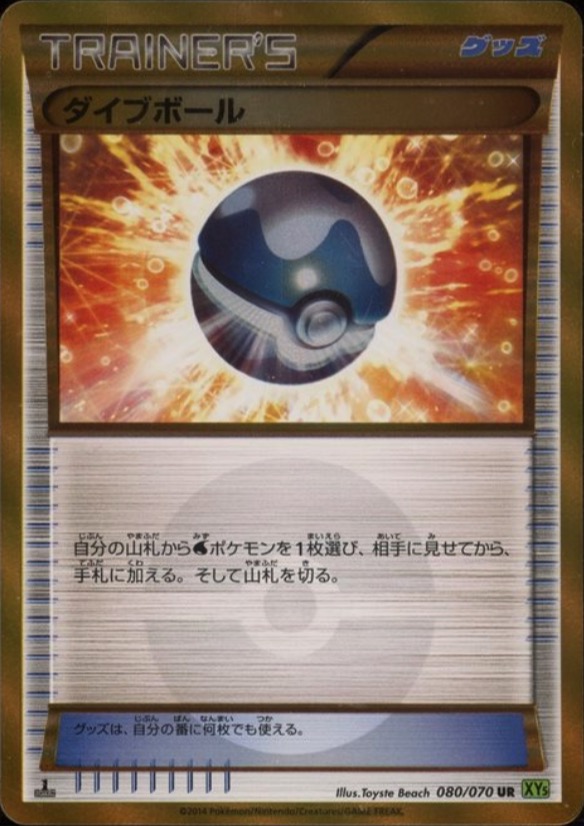 TRAINER'S
グッズ
ダイブボール
自分の山札からポケモンを1枚選び、相手に見せてから、
手札に加える。そして山札を切る。
グッズは、自分の番に何枚でも使える。
Illus.Toyste Beach 080/070 UR XY5
©2014 Pokémon/Nintendo/Creatures/GAME FREAK.